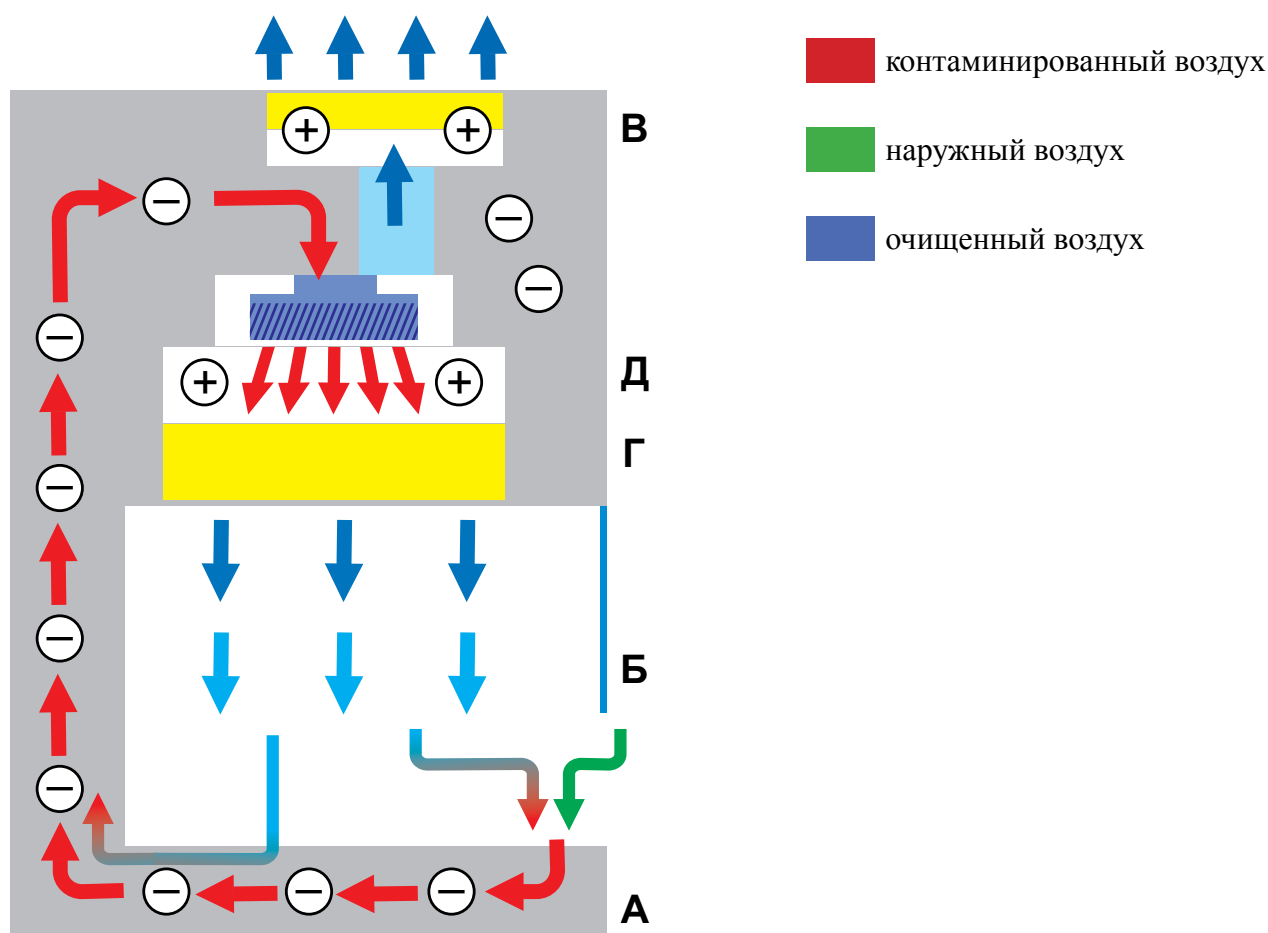 контаминированный воздух
наружный воздух
очищенный воздух
В
Д
Г
Б
А